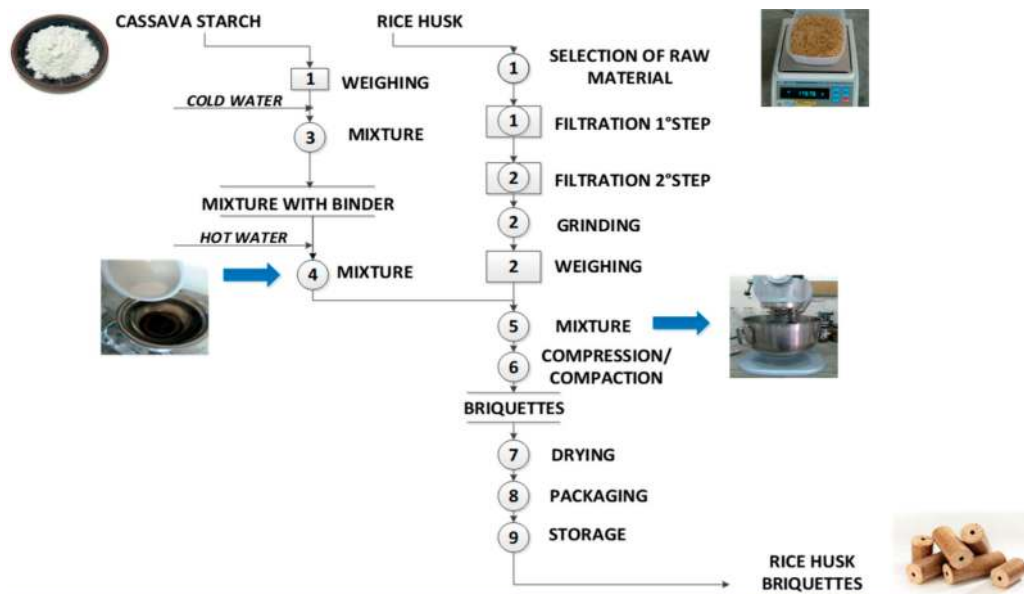 CASSAVA STARCH
RICE HUSK
1
WEIGHING
COLD WATER
3
MIXTURE
MIXTURE WITH BINDER
HOT WATER
4
MIXTURE
1
SELECTION OF RAW
MATERIAL
1
FILTRATION 1°STEP
2
FILTRATION 2°STEP
2
GRINDING
2
WEIGHING
5
MIXTURE
6
COMPRESSION/
COMPACTION
BRIQUETTES
7
DRYING
8
PACKAGING
9
STORAGE
RICE HUSK
BRIQUETTES